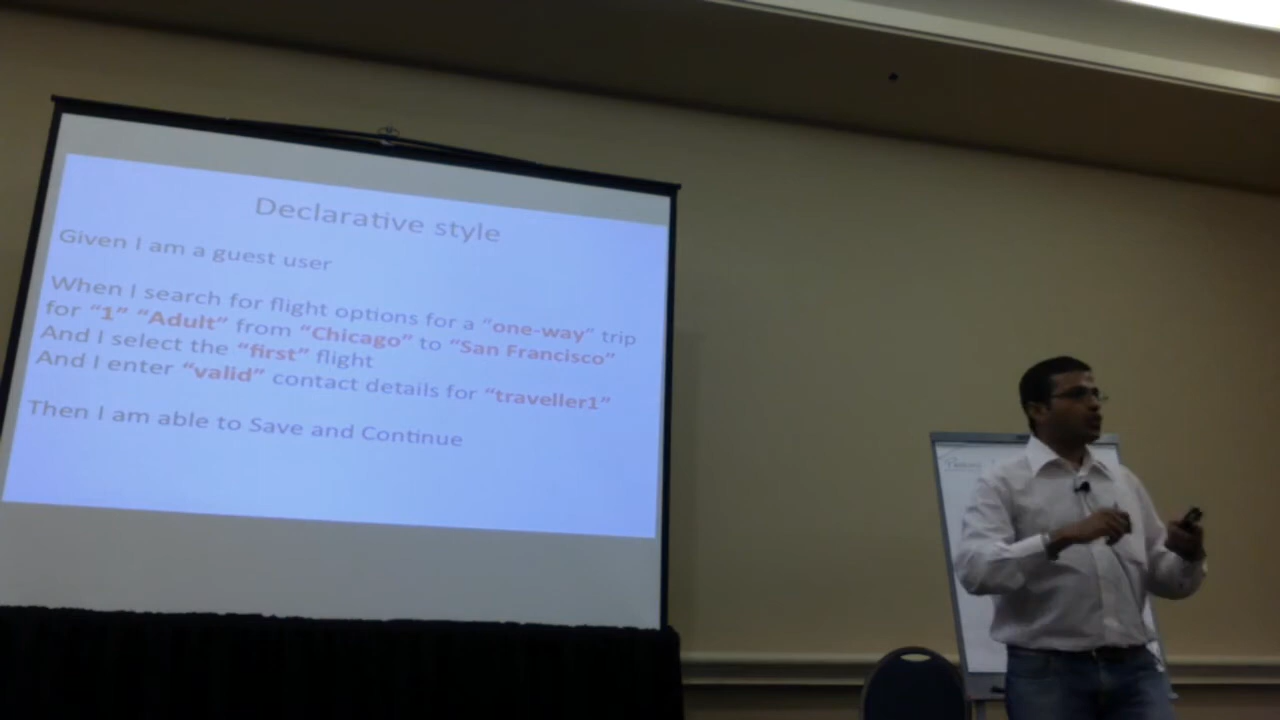 Declarative style
Given I am a guest user
When I search for flight options for a “one-way” trip
for “1” “Adult” from “Chicago” to “San Francisco”
And I select the “first” flight
And I enter “valid” contact details for “traveller1”
Then I am able to Save and Continue